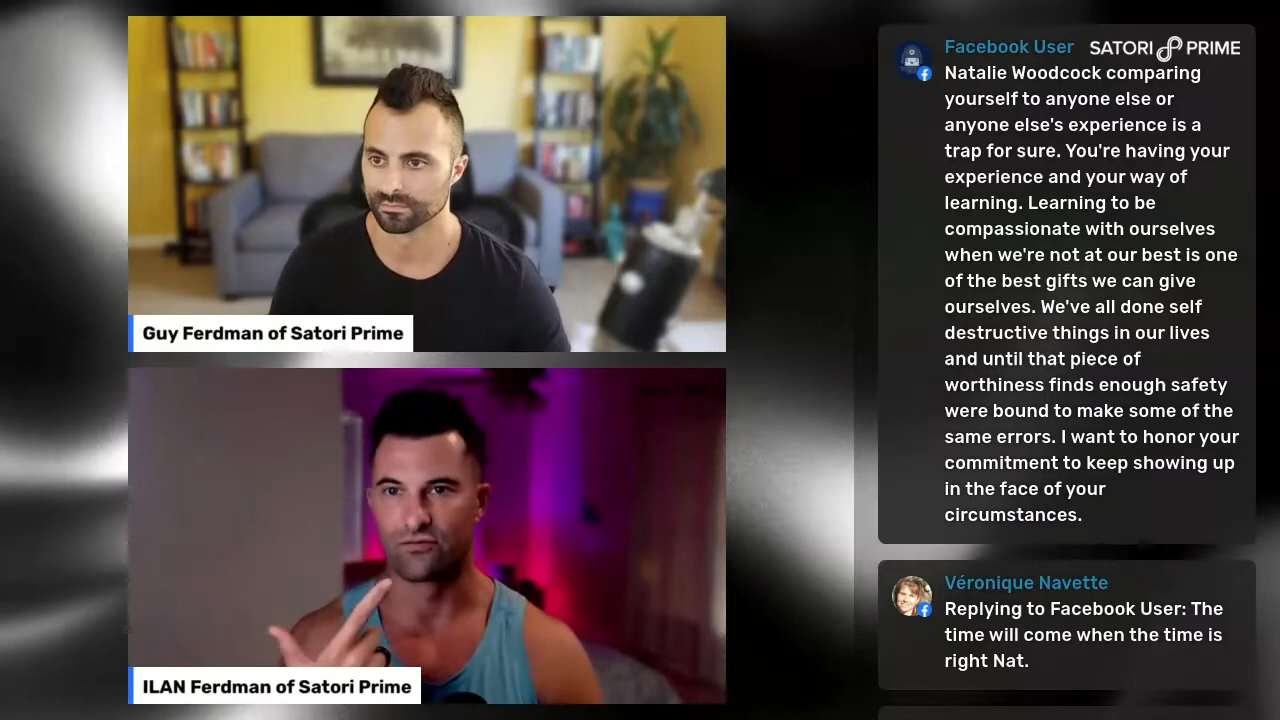 Guy Ferdman of Satori Prime
ILAN Ferdman of Satori Prime
Facebook User
SATORI PRIME
Natalie Woodcock comparing
yourself to anyone else or
anyone else's experience is a
trap for sure. You're having your
experience and your way of
learning. Learning to be
compassionate with ourselves
when we're not at our best is one
of the best gifts we can give
ourselves. We've all done self
destructive things in our lives
and until that piece of
worthiness finds enough safety
were bound to make some of the
same errors. I want to honor your
commitment to keep showing up
in the face of your
circumstances.
Véronique Navette
Replying to Facebook User: The
time will come when the time is
right Nat.